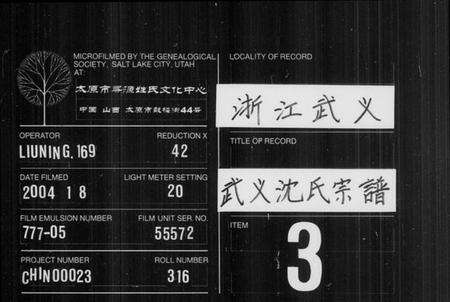 MICROFILMED BY THE GENEALOGICAL
SOCIETY, SALT LAKE CITY, UTAH
AT
太原市寻源姓氏文化中心
中国 山西 太原市
44号
OPERATOR
REDUCTION X
LIUNING.169
42
DATE FILMED
LIGHT METER SETTING
2004 1 8
20
FILM EMULSION NUMBER
FILM UNIT SER. NO.
777-05
55572
PROJECT NUMBER
ROLL NUMBER
CHIN00023
316
LOCALITY OF RECORD
浙江武义
TITLE OF RECORD
武义沈氏宗譜
ITEM
3